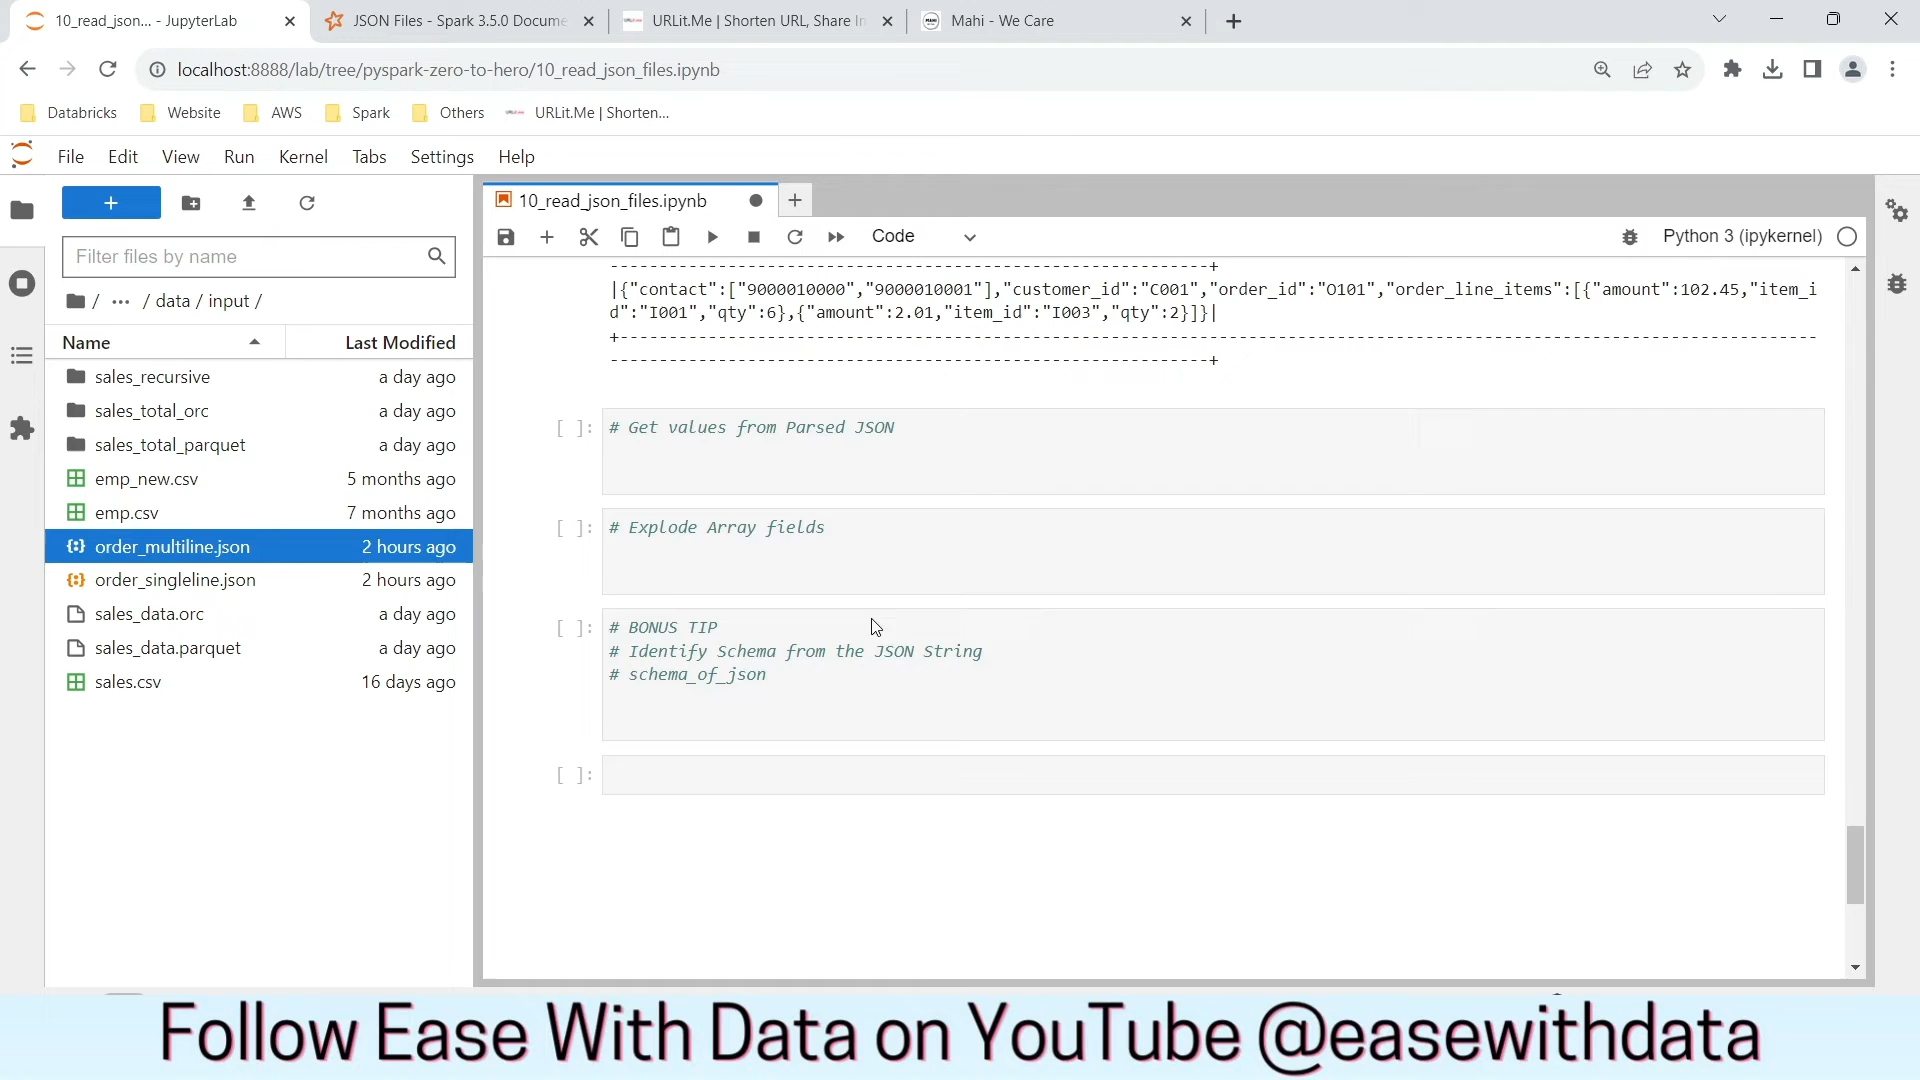 10_read_json... - JupyterLab
JSON Files - Spark 3.5.0 Docume
URLit.Me | Shorten URL, Share In
Mahi - We Care
localhost:8888/lab/tree/pyspark-zero-to-hero/10_read_json_files.ipynb
Databricks
Website
AWS
Spark
Others
URLit.Me | Shorten...
File Edit View Run Kernel Tabs Settings Help
Filter files by name
/ ... / data / input /
Name Last Modified
sales_recursive a day ago
sales_total_orc a day ago
sales_total_parquet a day ago
emp_new.csv 5 months ago
emp.csv 7 months ago
order_multiline.json 2 hours ago
order_singleline.json 2 hours ago
sales_data.orc a day ago
sales_data.parquet a day ago
sales.csv 16 days ago
10_read_json_files.ipynb
Code
Python 3 (ipykernel)
|{"contact":["9000010000","9000010001"],"customer_id":"C001","order_id":"O101","order_line_items":[{"amount":102.45,"item_i
d":"I001","qty":6},{"amount":2.01,"item_id":"I003","qty":2}]}|
[ ]: # Get values from Parsed JSON
[ ]: # Explode Array fields
[ ]: # BONUS TIP
# Identify Schema from the JSON String
# schema_of_json
[ ]:
Follow Ease With Data on YouTube @easewithdata